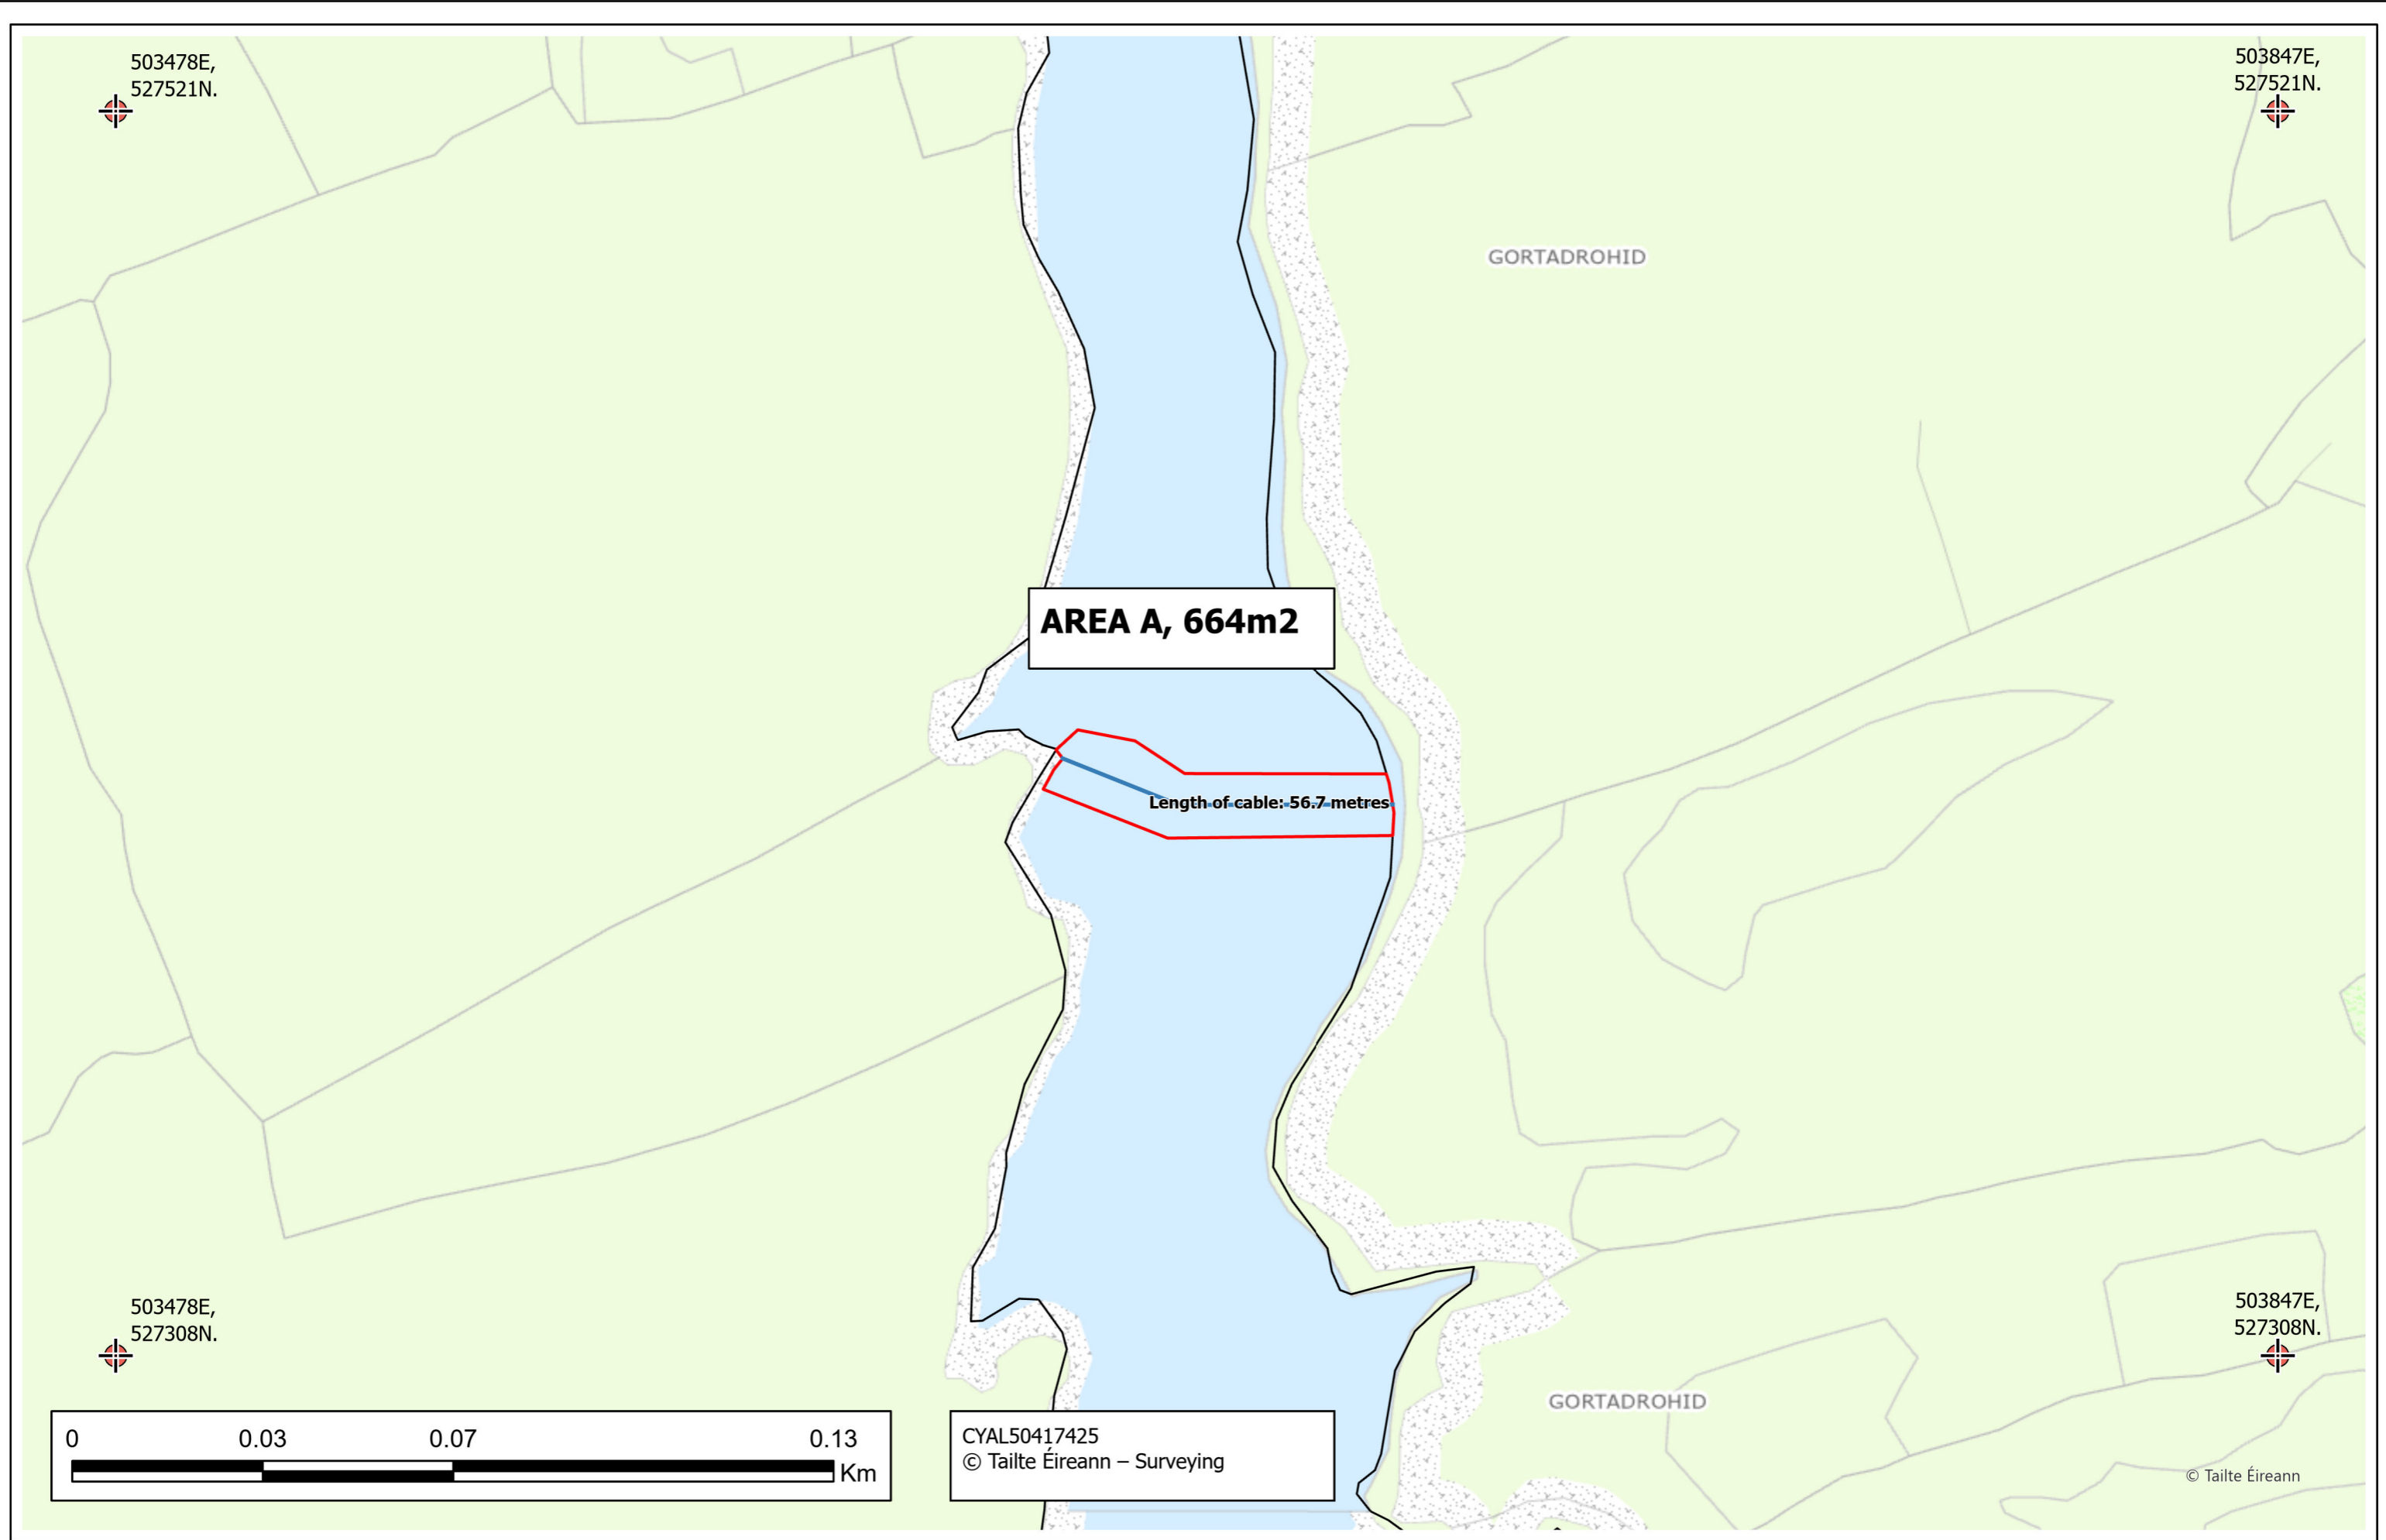 503478E,
527521N.
503847E,
527521N.
GORTADROHID
AREA A, 664m2
Length of cable: 56.7 metres
503478E,
527308N.
503847E,
527308N.
GORTADROHID
0 0.03 0.07 0.13
Km
CYAL50417425
© Tailte Éireann – Surveying
© Tailte Éireann